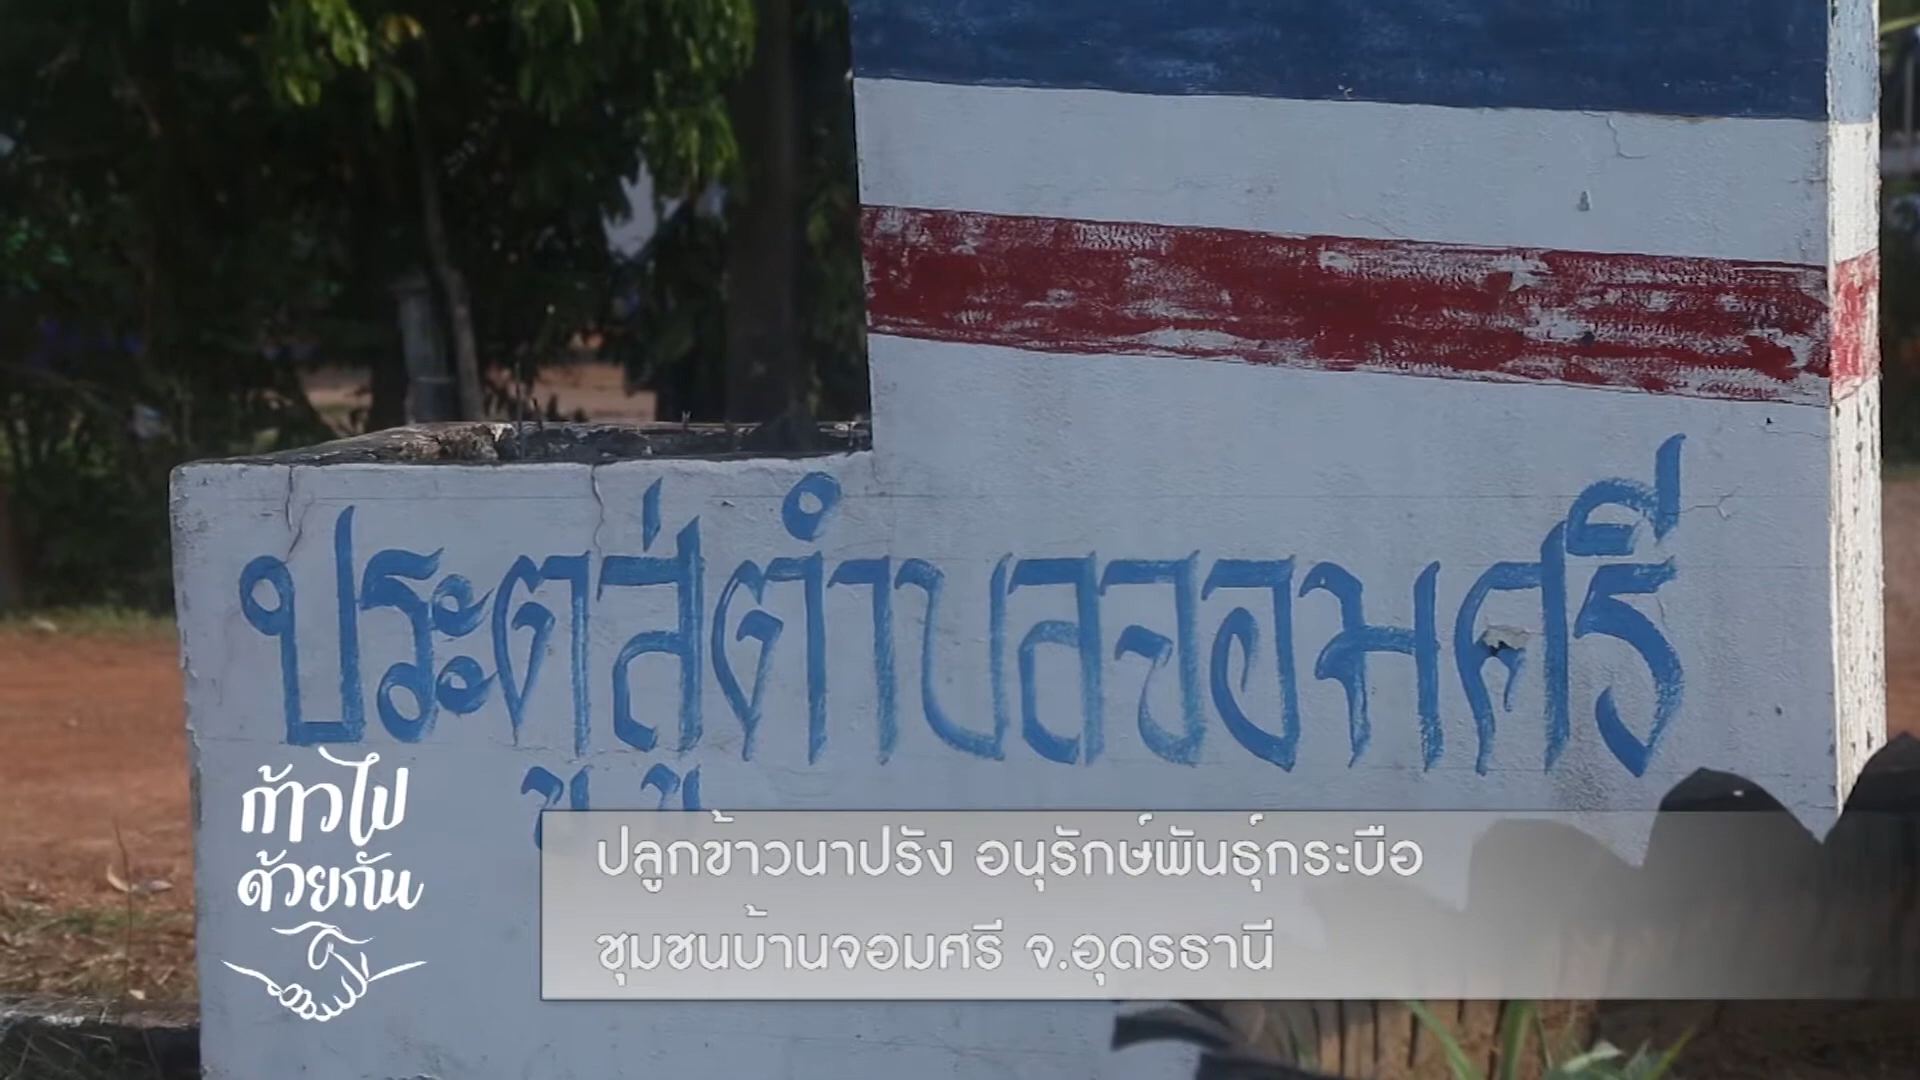 ประตูสู่ตำบลจอมศรี
ก้าวไป
ด้วยกัน
ปลูกข้าวนาปรัง อนุรักษ์พันธุ์กระบือ
ชุมชนบ้านจอมศรี จ.อุดรธานี